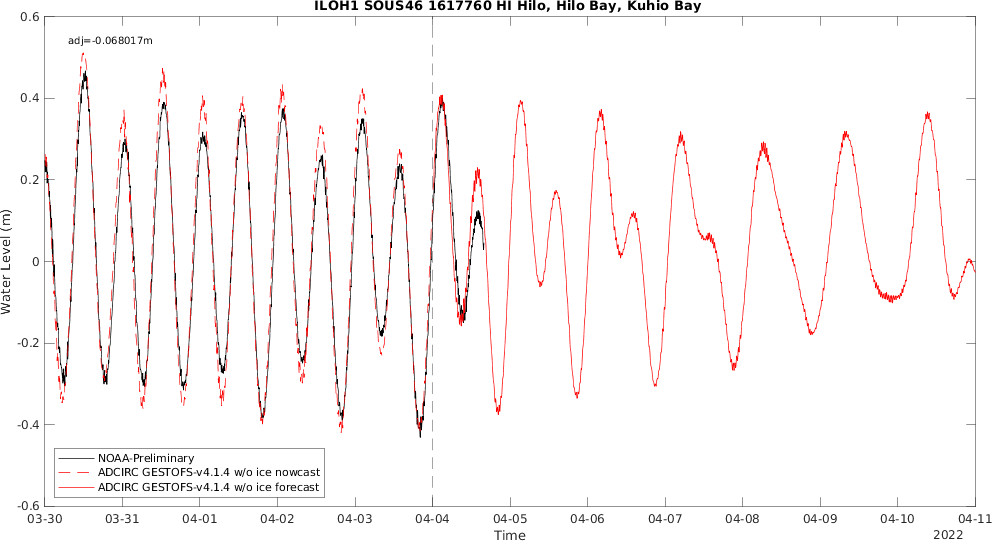 ILOH1 SOUS46 1617760 HI Hilo, Hilo Bay, Kuhio Bay
adj=-0.068017m
0.6
0.4
0.2
0
-0.2
-0.4
-0.6
Water Level (m)
NOAA-Preliminary
ADCIRC GESTOFS-v4.1.4 w/o ice nowcast
ADCIRC GESTOFS-v4.1.4 w/o ice forecast
03-30 03-31 04-01 04-02 04-03 04-04 04-05 04-06 04-07 04-08 04-09 04-10 04-11
Time
2022